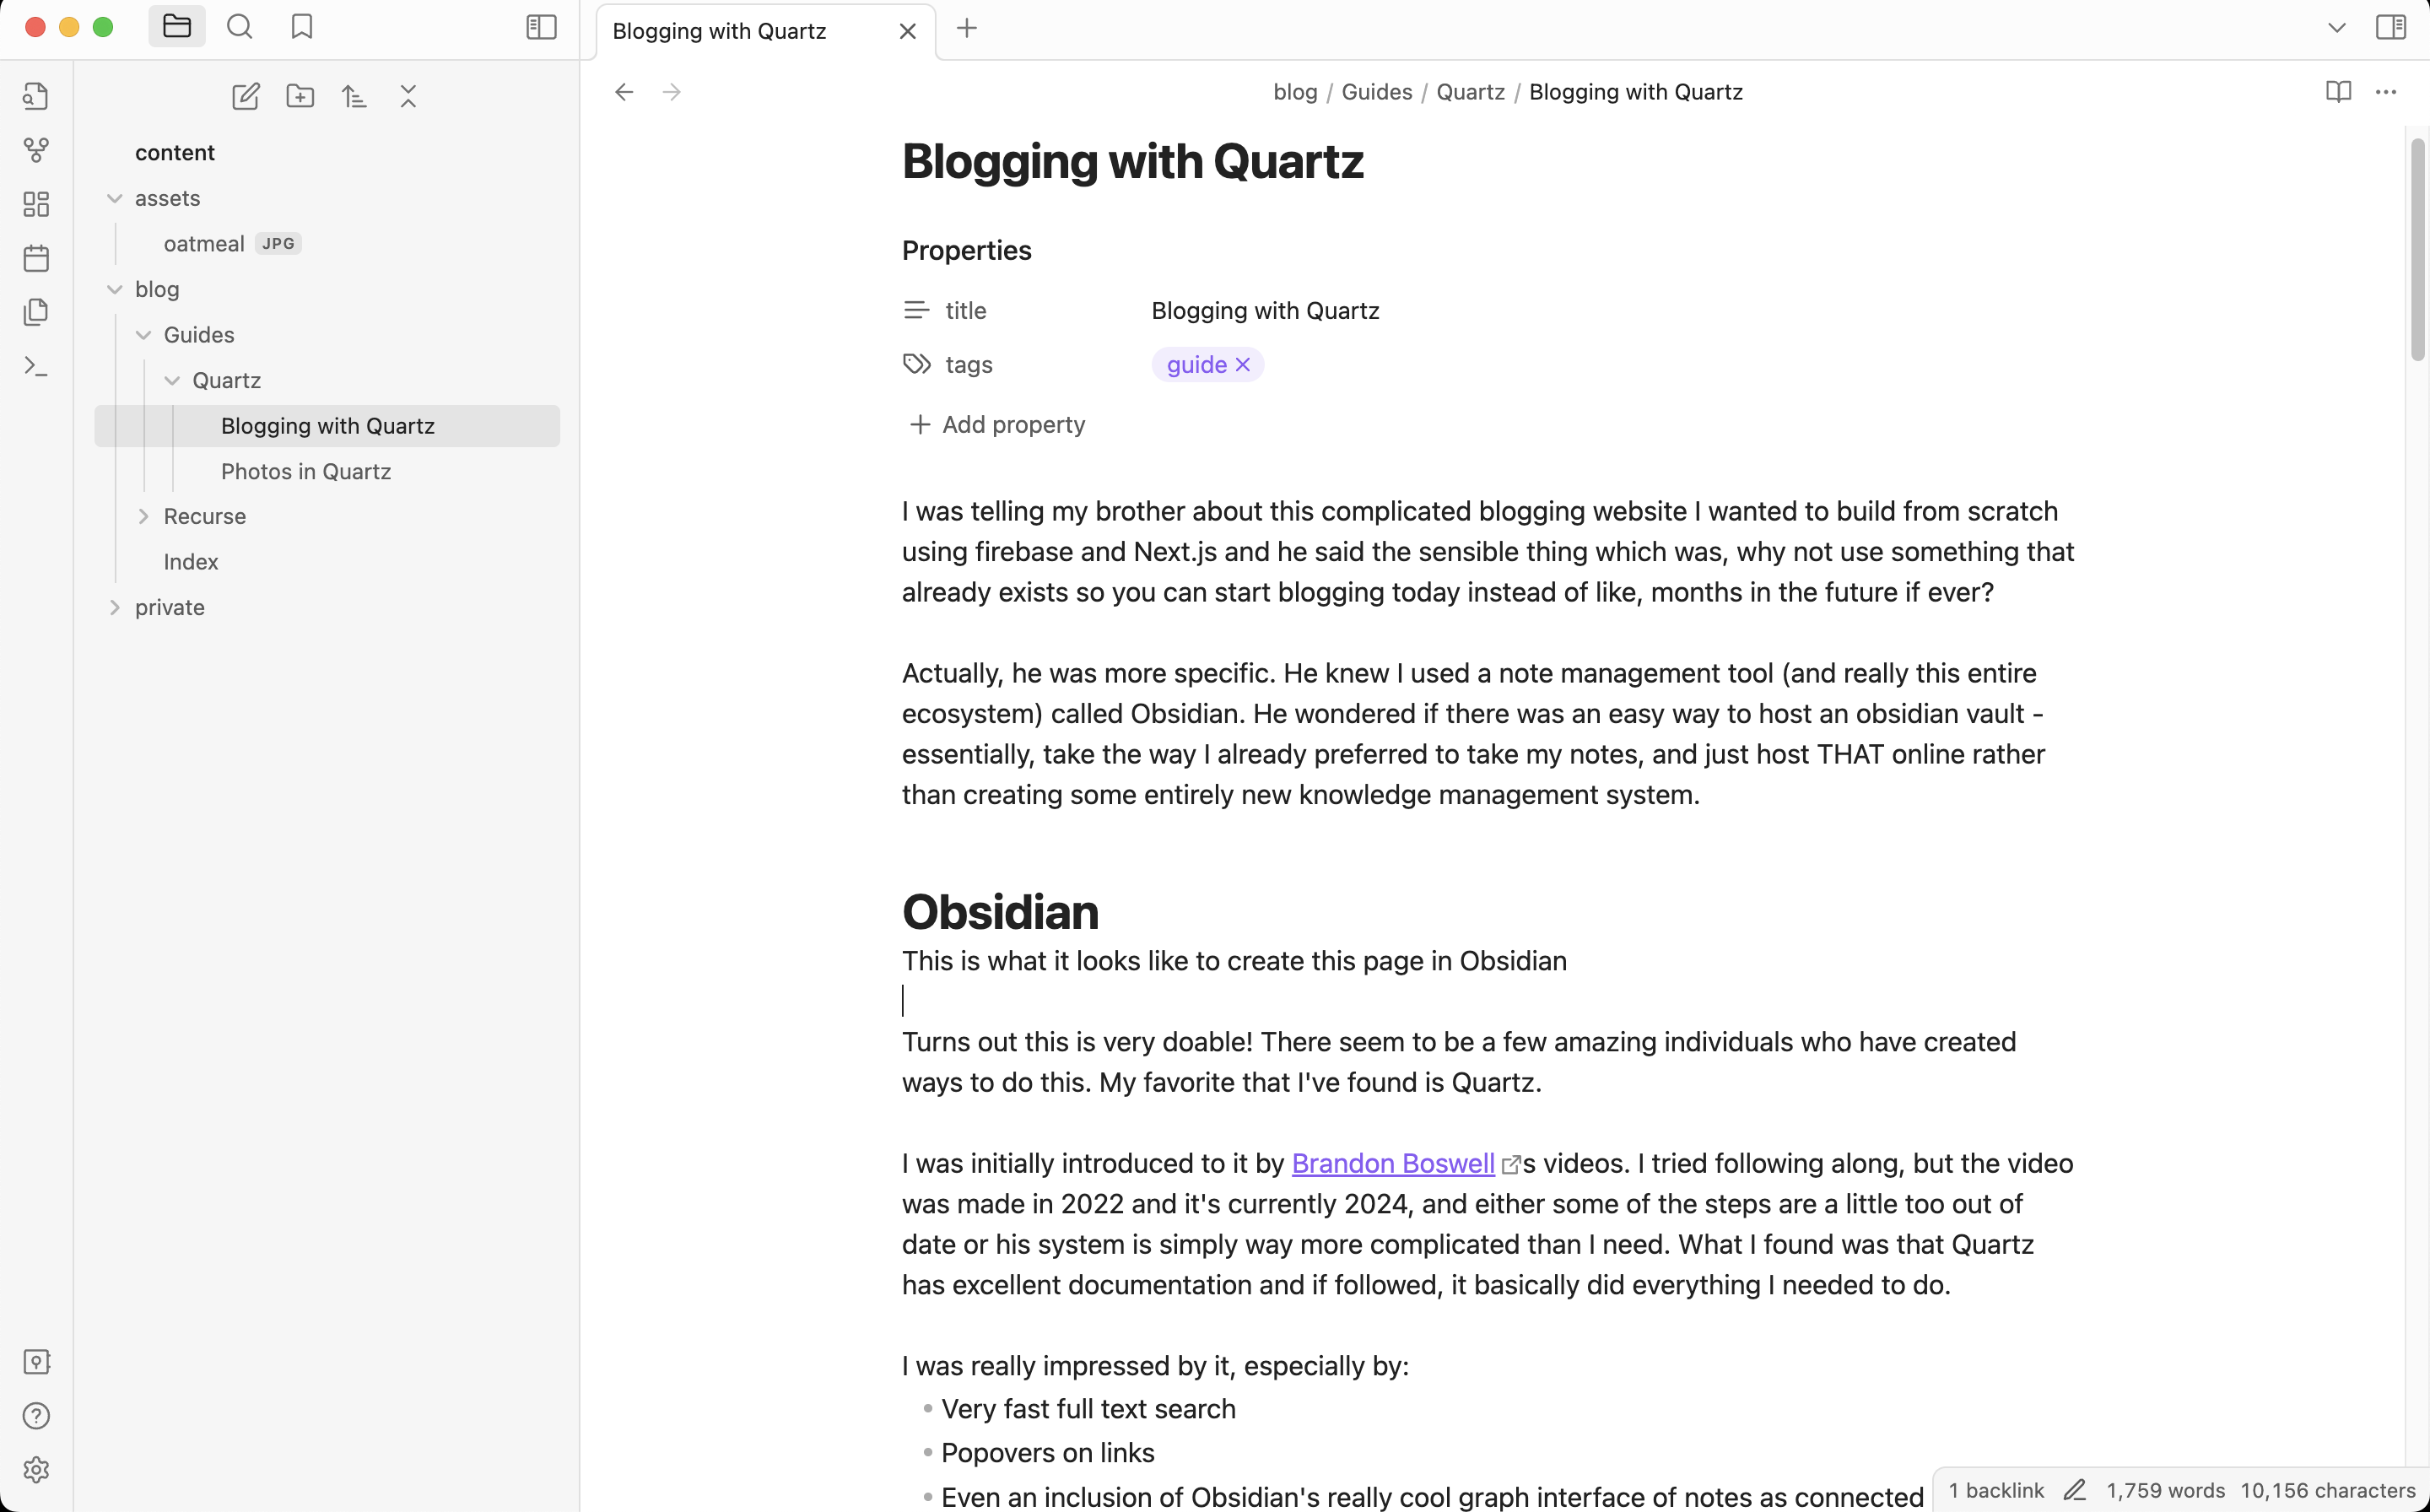 Blogging with Quartz
content
assets
oatmeal JPG
blog
Guides
Quartz
Blogging with Quartz
Photos in Quartz
Recurse
Index
private
blog / Guides / Quartz / Blogging with Quartz
Blogging with Quartz
Properties
title Blogging with Quartz
tags guide
Add property
I was telling my brother about this complicated blogging website I wanted to build from scratch
using firebase and Next.js and he said the sensible thing which was, why not use something that
already exists so you can start blogging today instead of like, months in the future if ever?
Actually, he was more specific. He knew I used a note management tool (and really this entire
ecosystem) called Obsidian. He wondered if there was an easy way to host an obsidian vault -
essentially, take the way I already preferred to take my notes, and just host THAT online rather
than creating some entirely new knowledge management system.
Obsidian
This is what it looks like to create this page in Obsidian
Turns out this is very doable! There seem to be a few amazing individuals who have created
ways to do this. My favorite that I've found is Quartz.
I was initially introduced to it by Brandon Boswell s videos. I tried following along, but the video
was made in 2022 and it's currently 2024, and either some of the steps are a little too out of
date or his system is simply way more complicated than I need. What I found was that Quartz
has excellent documentation and if followed, it basically did everything I needed to do.
I was really impressed by it, especially by:
• Very fast full text search
• Popovers on links
• Even an inclusion of Obsidian's really cool graph interface of notes as connected
1 backlink 1,759 words 10,156 characters